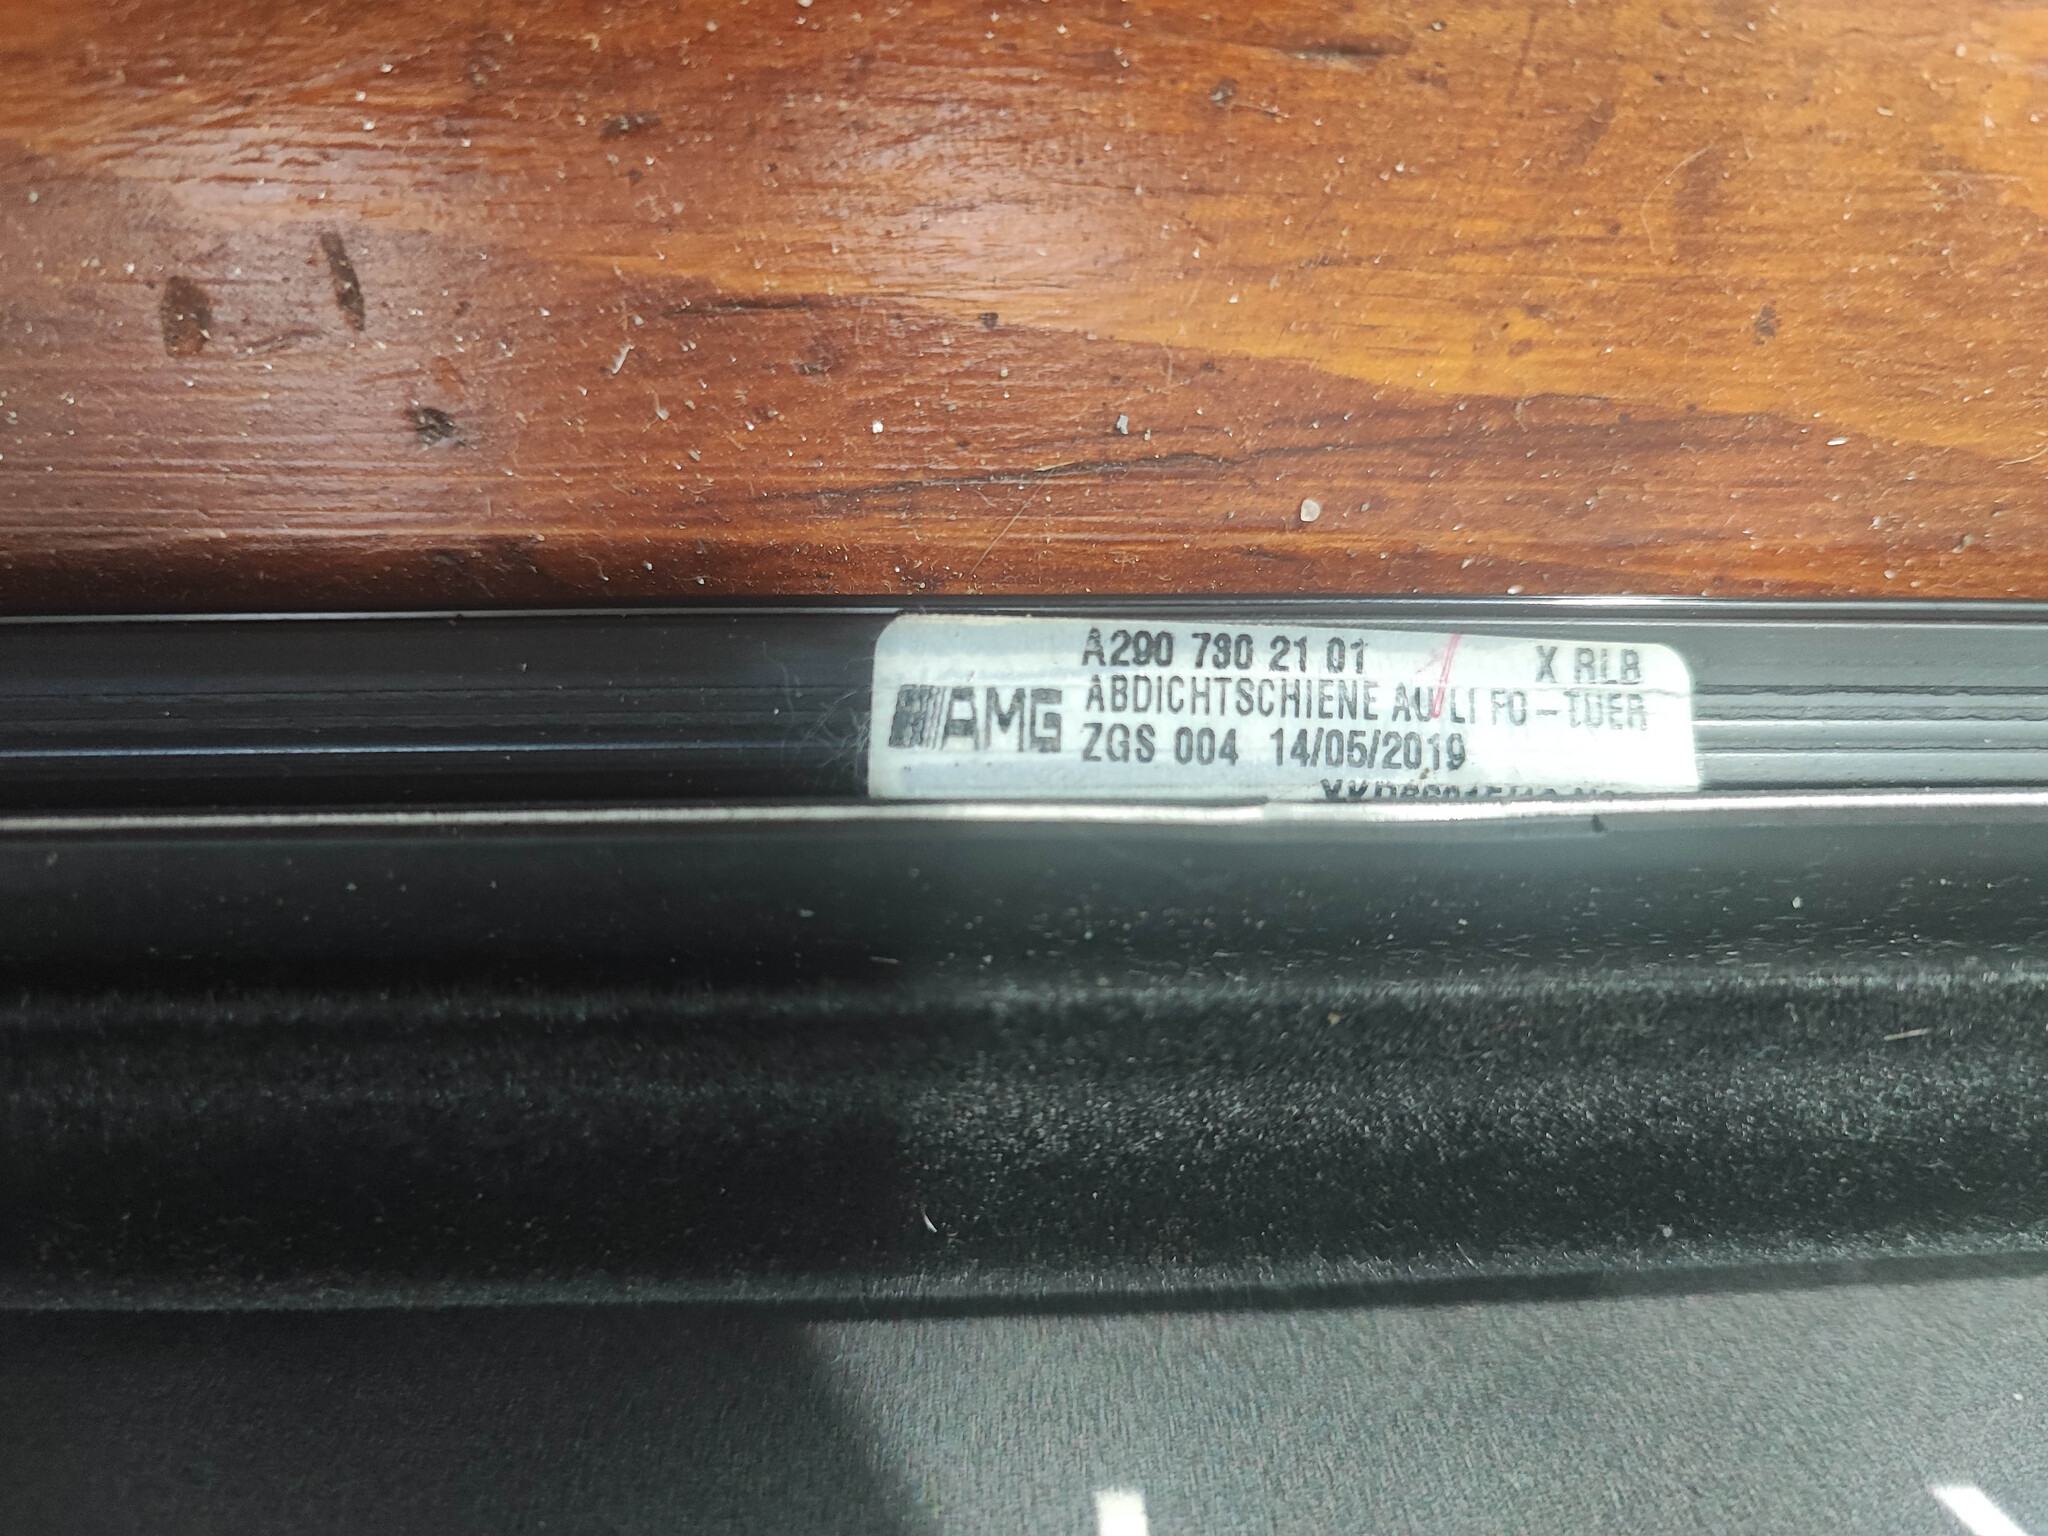 A290 730 21 01 X RLB
AMG ABDICHTSCHIENE AU LI FO-TUER
ZGS 004 14/05/2019